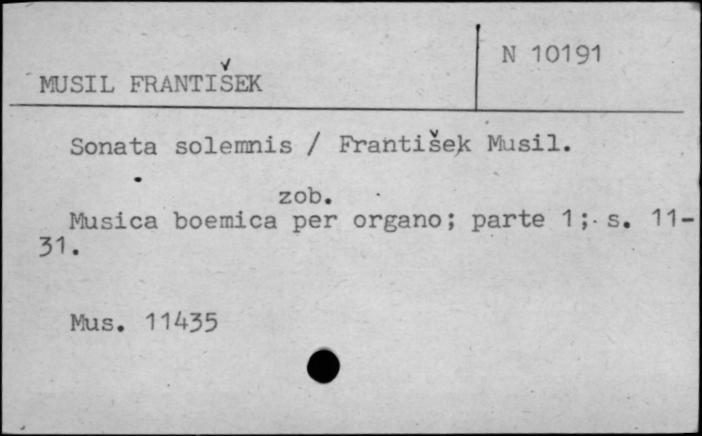 N 10191
MUSIL FRANTIŠEK
Sonata solemnis / František Musil.
zob.
Musica boemica per organo; parte 1; s. 11-
31.
Mus. 11435